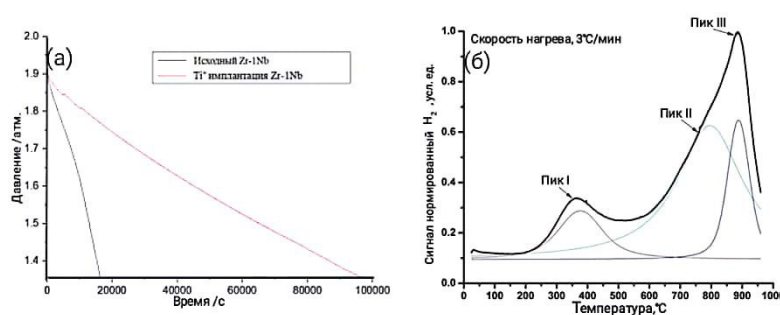 (а)
Исходный Zr-1Nb
Ti⁺ имплантация Zr-1Nb
Давление /атм.
2.0
1.9
1.8
1.7
1.6
1.5
1.4
0
20000
40000
60000
80000
100000
Время /с
(б)
Скорость нагрева, 3°С/мин
Пик III
Пик II
Пик I
Сигнал нормированный H₂ ,усл. ед.
1.0
0.8
0.6
0.4
0.2
0.0
0 100 200 300 400 500 600 700 800 900 1000
Температура,°С